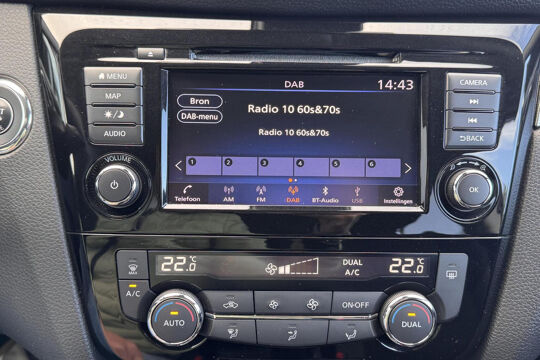 MENU
MAP
AUDIO
VOLUME
DAB
14:43
Bron
DAB-menu
Radio 10 60s&70s
Radio 10 60s&70s
1 2 3 4 5 6
Telefoon AM FM DAB BT-Audio USB Instellingen
CAMERA
BACK
OK
22.0 °C
DUAL
A/C
22.0 °C
MAX
A/C
AUTO
ON·OFF
DUAL